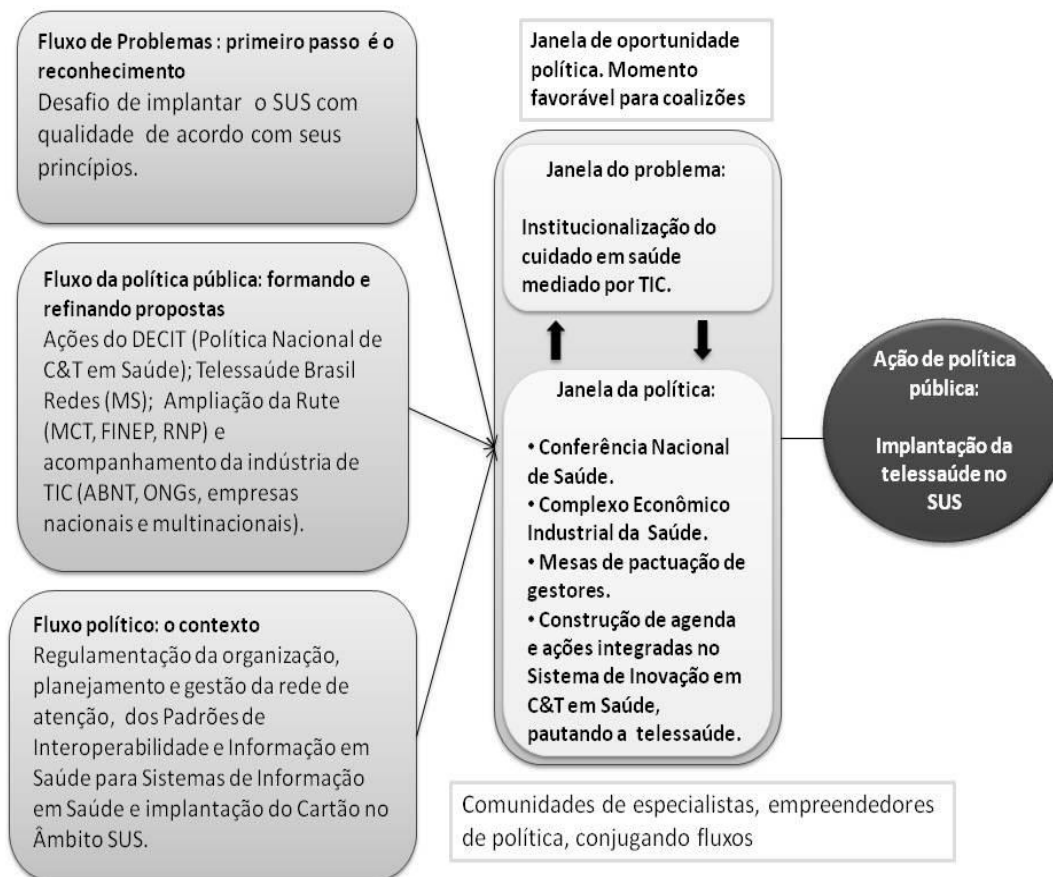 Fluxo de Problemas : primeiro passo é o
reconhecimento
Desafio de implantar o SUS com
qualidade de acordo com seus
princípios.
Fluxo da política pública: formando e
refinando propostas
Ações do DECIT (Política Nacional de
C&T em Saúde); Telessaúde Brasil
Redes (MS); Ampliação da Rute
(MCT, FINEP, RNP) e
acompanhamento da indústria de
TIC (ABNT, ONGs, empresas
nacionais e multinacionais).
Fluxo político: o contexto
Regulamentação da organização,
planejamento e gestão da rede de
atenção, dos Padrões de
Interoperabilidade e Informação em
Saúde para Sistemas de Informação
em Saúde e implantação do Cartão no
Âmbito SUS.
Janela de oportunidade
política. Momento
favorável para coalizões
Janela do problema:
Institucionalização do
cuidado em saúde
mediado por TIC.
Janela da política:
• Conferência Nacional
de Saúde.
• Complexo Econômico
Industrial da Saúde.
• Mesas de pactuação de
gestores.
• Construção de agenda
e ações integradas no
Sistema de Inovação em
C&T em Saúde,
pautando a telessaúde.
Comunidades de especialistas, empreendedores
de política, conjugando fluxos
Ação de política
pública:
Implantação da
telessaúde no
SUS